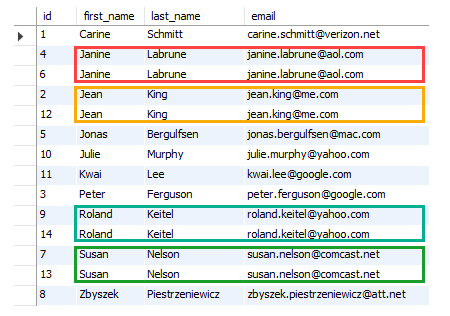 id first_name last_name email
1 Carine Schmitt carine.schmitt@verizon.net
4 Janine Labrune janine.labrune@aol.com
6 Janine Labrune janine.labrune@aol.com
2 Jean King jean.king@me.com
12 Jean King jean.king@me.com
5 Jonas Bergulfsen jonas.bergulfsen@mac.com
10 Julie Murphy julie.murphy@yahoo.com
11 Kwai Lee kwai.lee@google.com
3 Peter Ferguson peter.ferguson@google.com
9 Roland Keitel roland.keitel@yahoo.com
14 Roland Keitel roland.keitel@yahoo.com
7 Susan Nelson susan.nelson@comcast.net
13 Susan Nelson susan.nelson@comcast.net
8 Zbyszek Piestrzeniewicz zbyszek.piestrzeniewicz@att.net